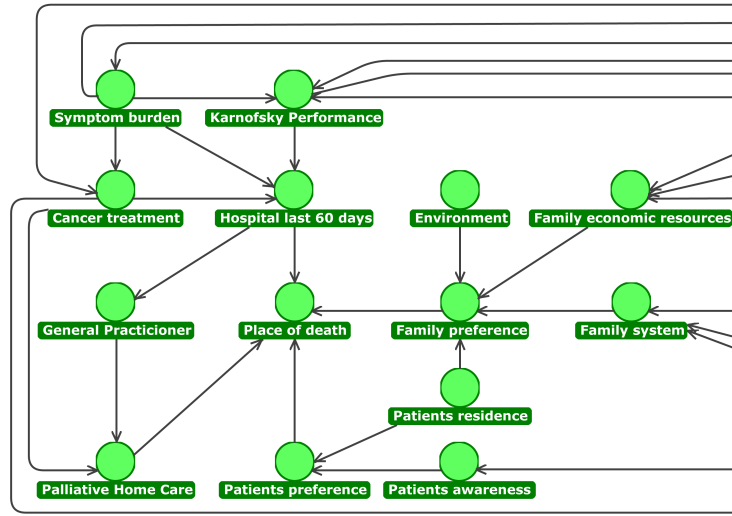 Symptom burden
Karnofsky Performance
Cancer treatment
Hospital last 60 days
Environment
Family economic resources
General Practicioner
Place of death
Family preference
Family system
Patients residence
Palliative Home Care
Patients preference
Patients awareness